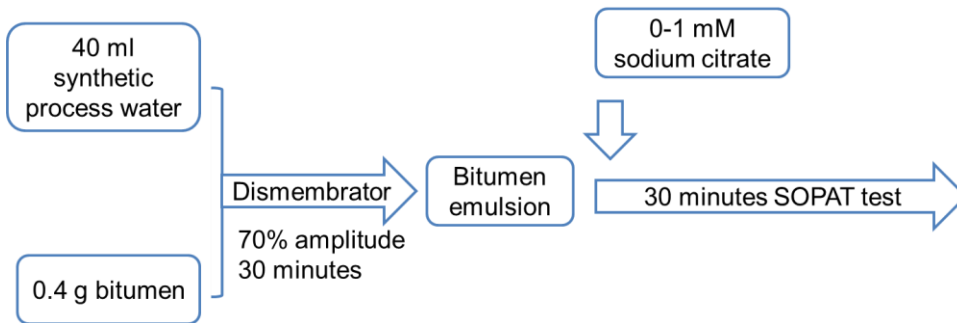 40 ml
synthetic
process water
0.4 g bitumen
Dismembrator
70% amplitude
30 minutes
Bitumen
emulsion
0-1 mM
sodium citrate
30 minutes SOPAT test